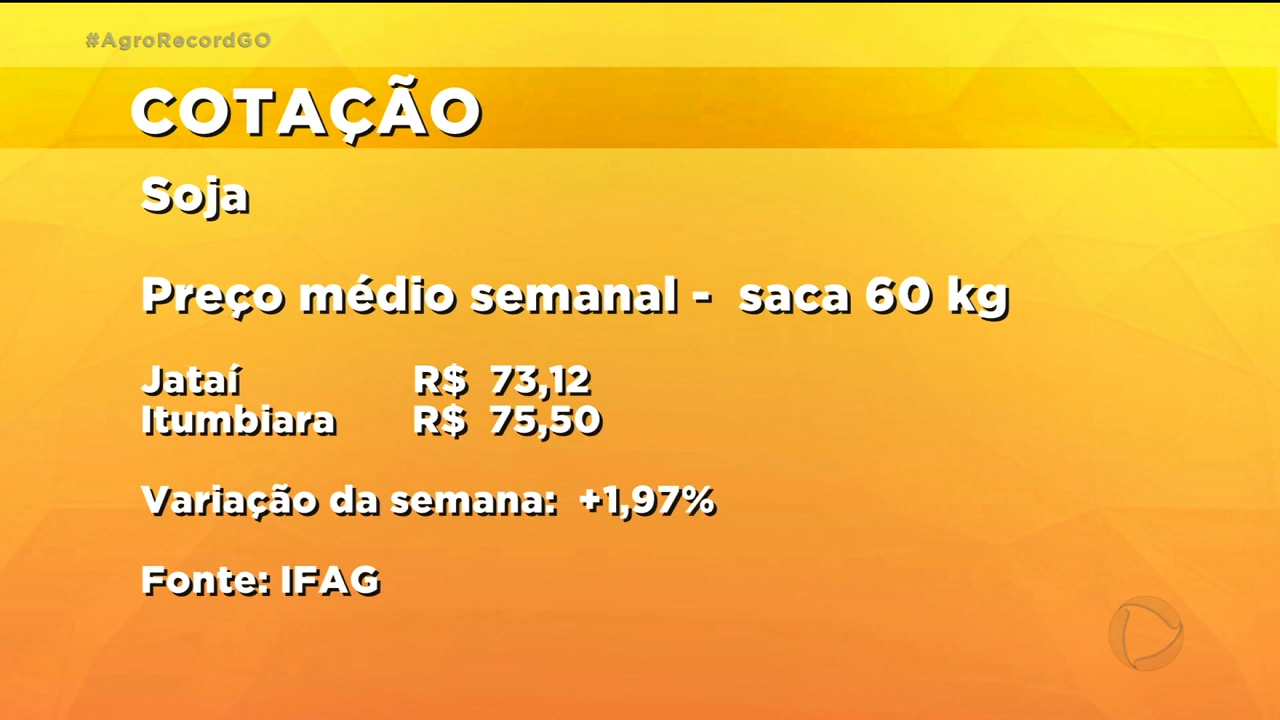 #AgroRecordGO
COTAÇÃO
Soja
Preço médio semanal - saca 60 kg
Jataí R$ 73,12
Itumbiara R$ 75,50
Variação da semana: +1,97%
Fonte: IFAG